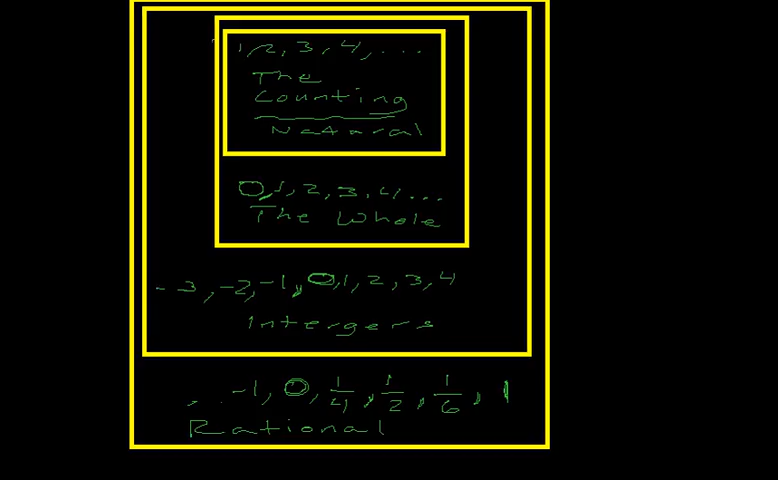 1, 2, 3, 4, ...
The
Counting
Natural
0, 1, 2, 3, 4 ...
The Whole
- 3, -2, -1, 0, 1, 2, 3, 4
Intergers
. . -1, 0, 1/4, 1/2, 1/6, 1
Rational